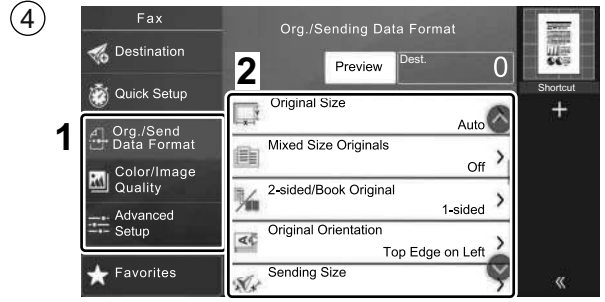 4
Fax
Org./Sending Data Format
Destination
2
Preview
Dest.
0
Quick Setup
Shortcut
+
1
Org./Send
Data Format
Color/Image
Quality
Advanced
Setup
Favorites
Original Size
Auto
Mixed Size Originals
Off
2-sided/Book Original
1-sided
Original Orientation
Top Edge on Left
Sending Size
«